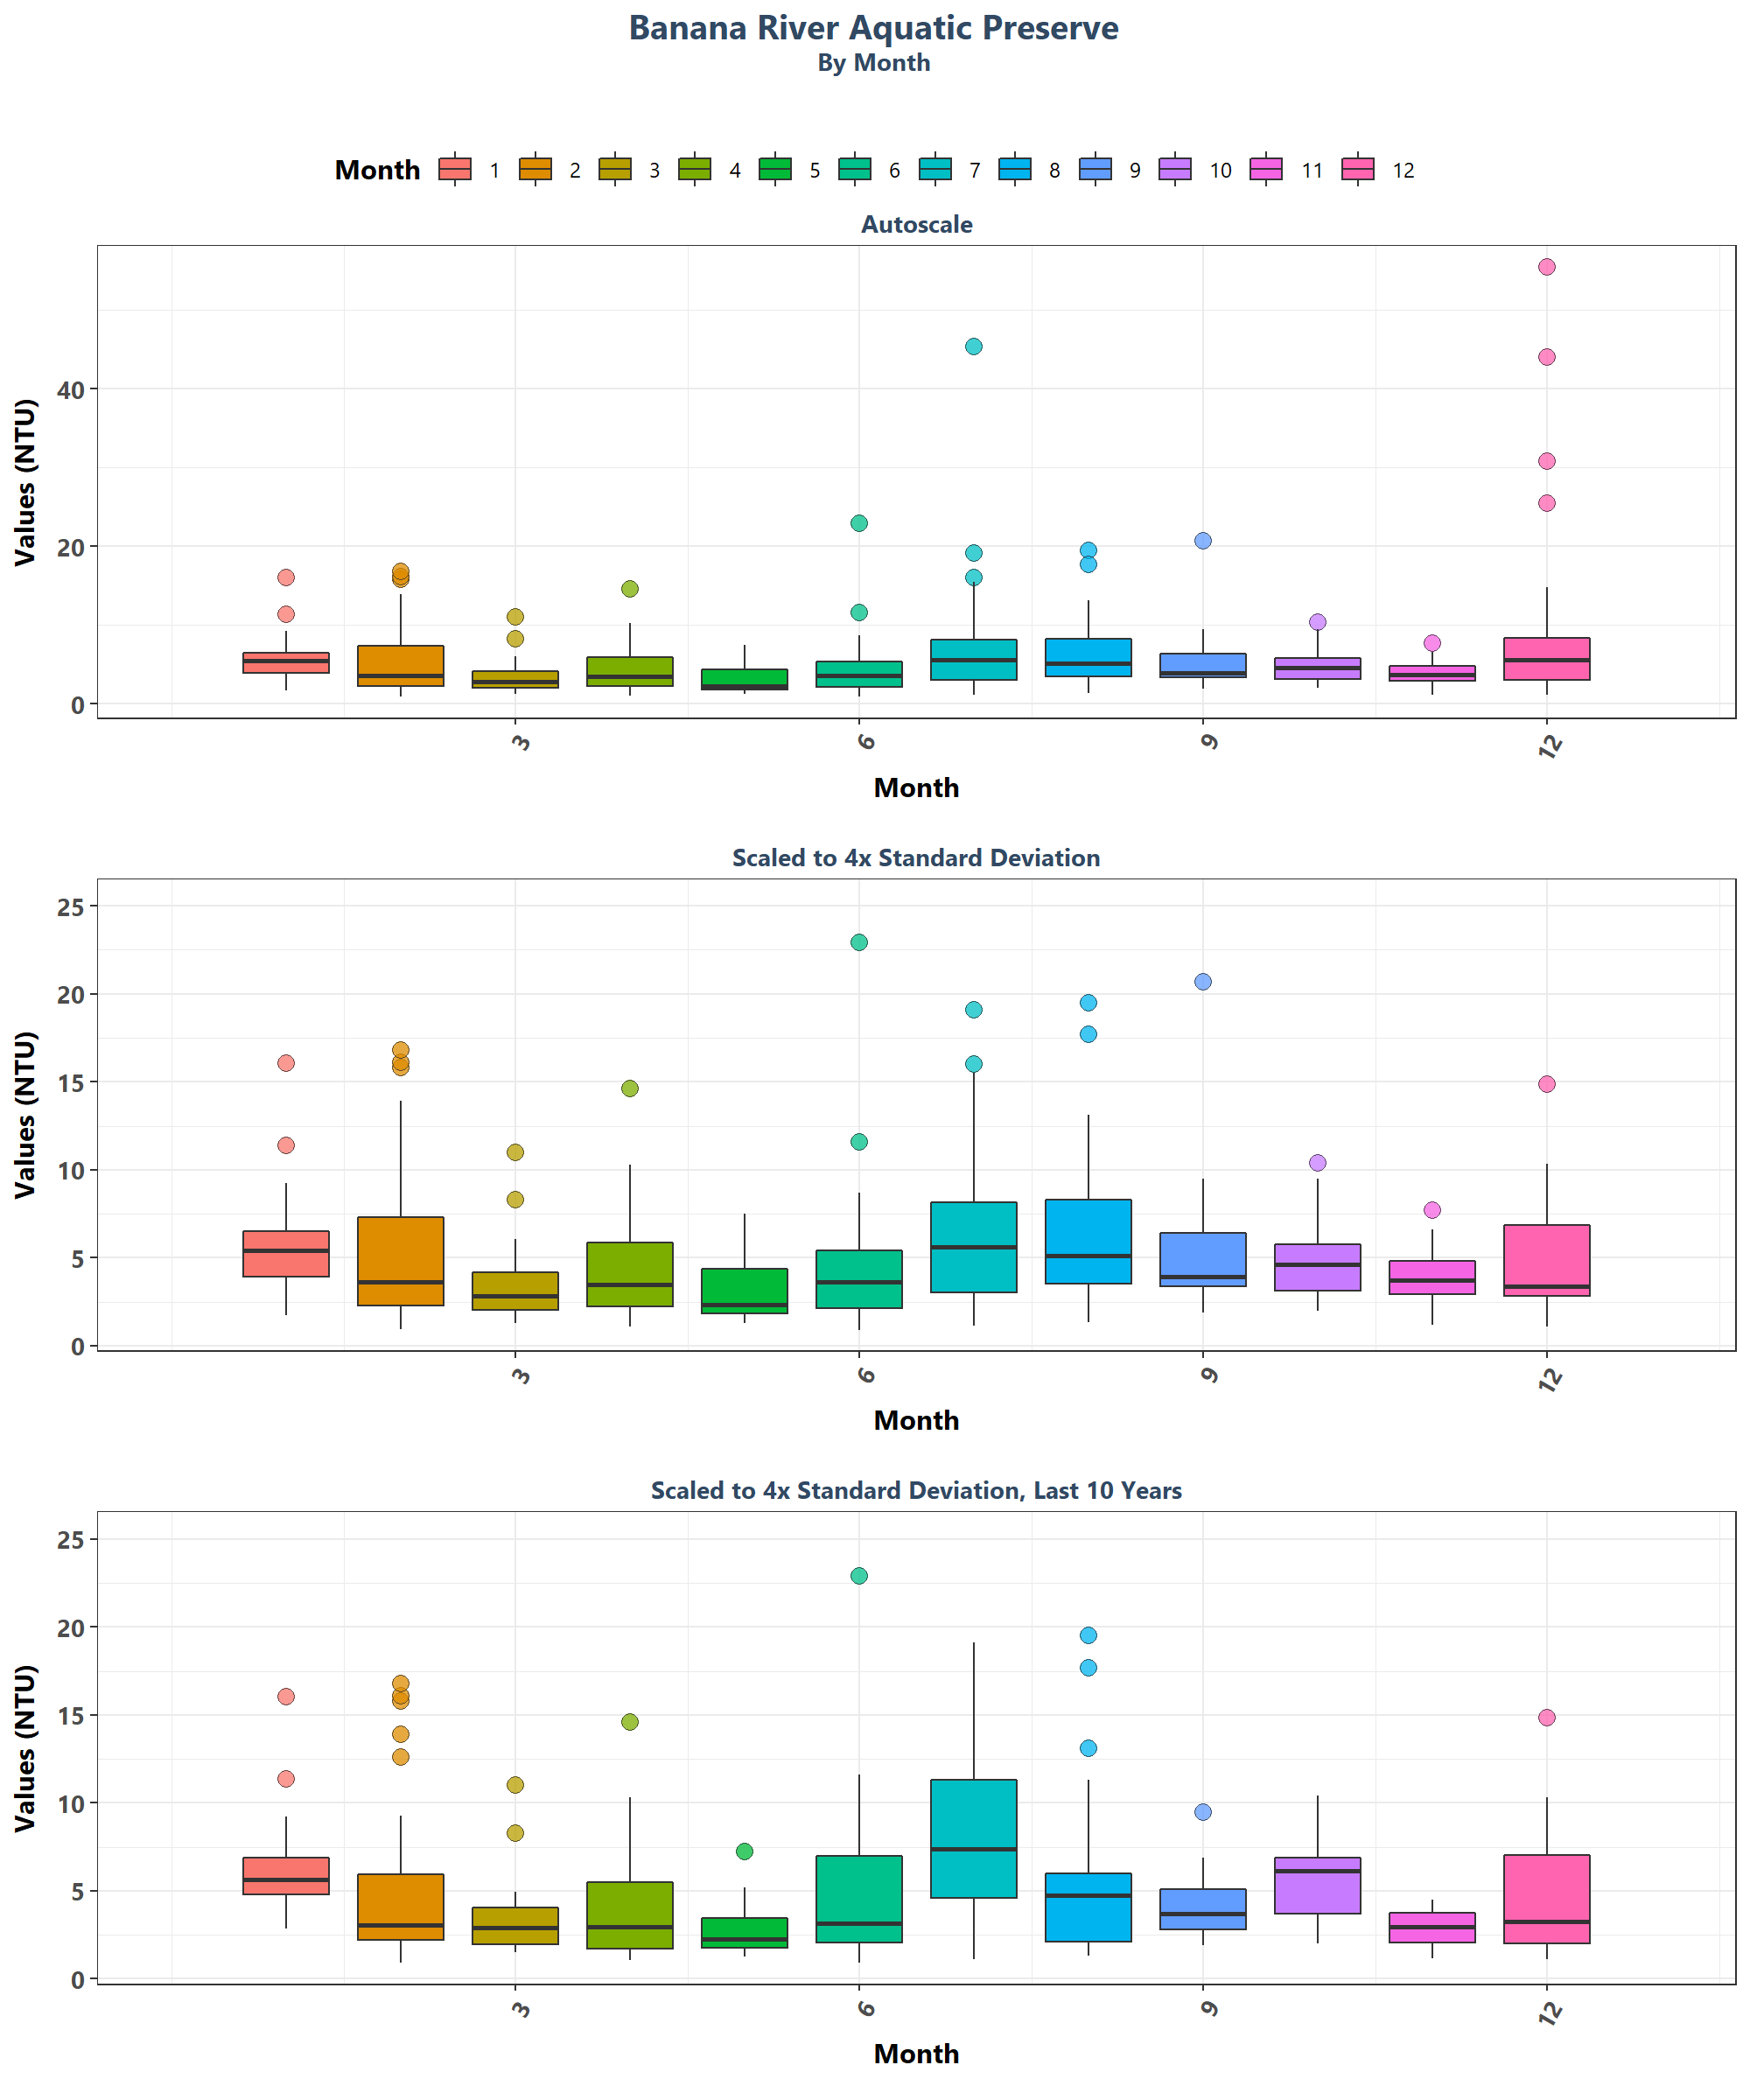 Banana River Aquatic Preserve
By Month
Month 1 2 3 4 5 6 7 8 9 10 11 12
Autoscale
Values (NTU)
40
20
0
3 6 9 12
Month
Scaled to 4x Standard Deviation
Values (NTU)
25
20
15
10
5
0
3 6 9 12
Month
Scaled to 4x Standard Deviation, Last 10 Years
Values (NTU)
25
20
15
10
5
0
3 6 9 12
Month